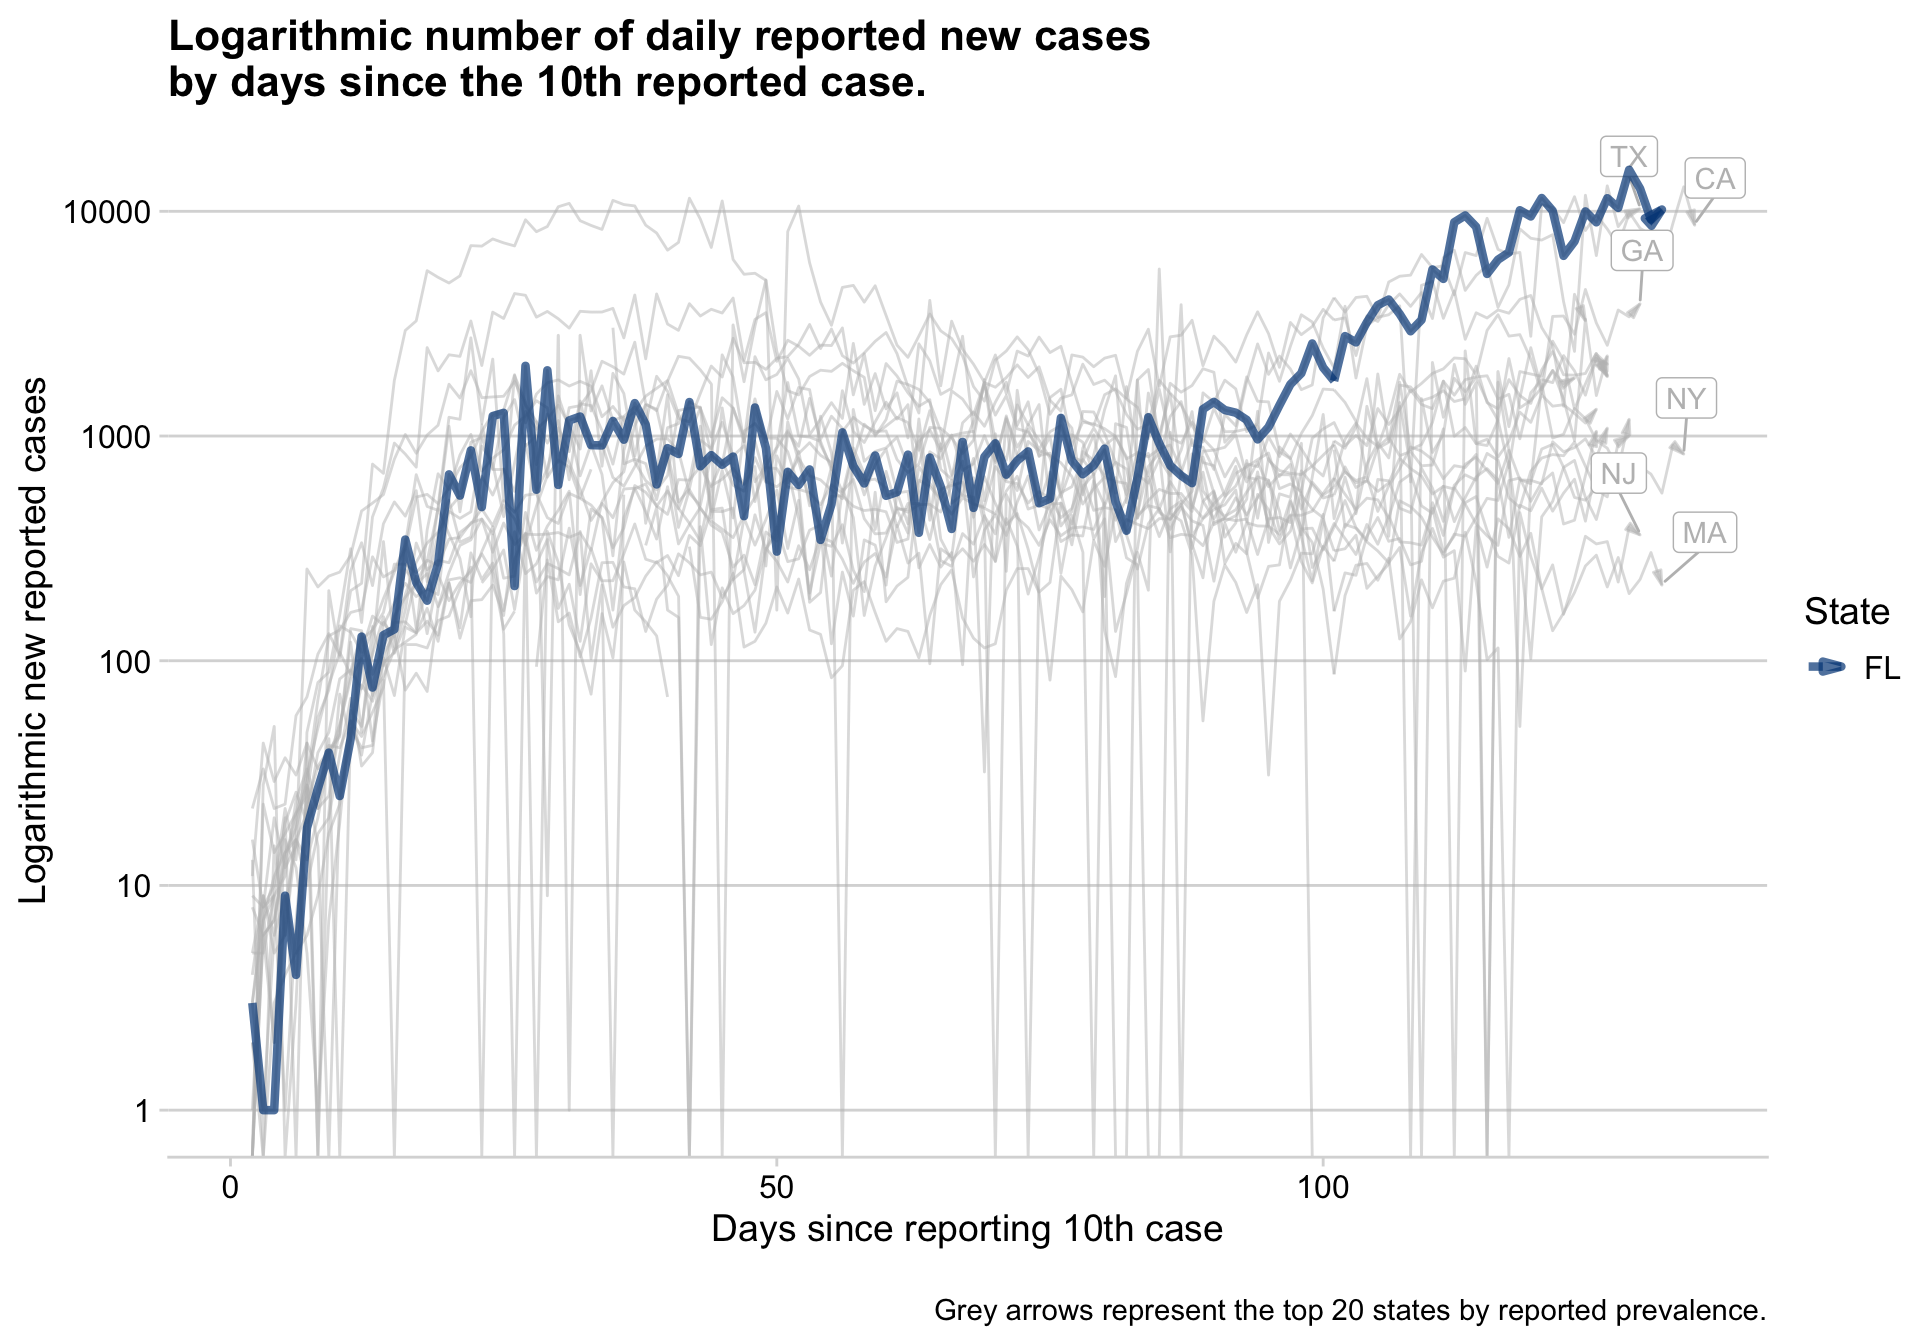 Logarithmic number of daily reported new cases
by days since the 10th reported case.
TX
CA
10000
GA
NY
1000
NJ
MA
State
FL
100
10
1
Logarithmic new reported cases
0
50
100
Days since reporting 10th case
Grey arrows represent the top 20 states by reported prevalence.